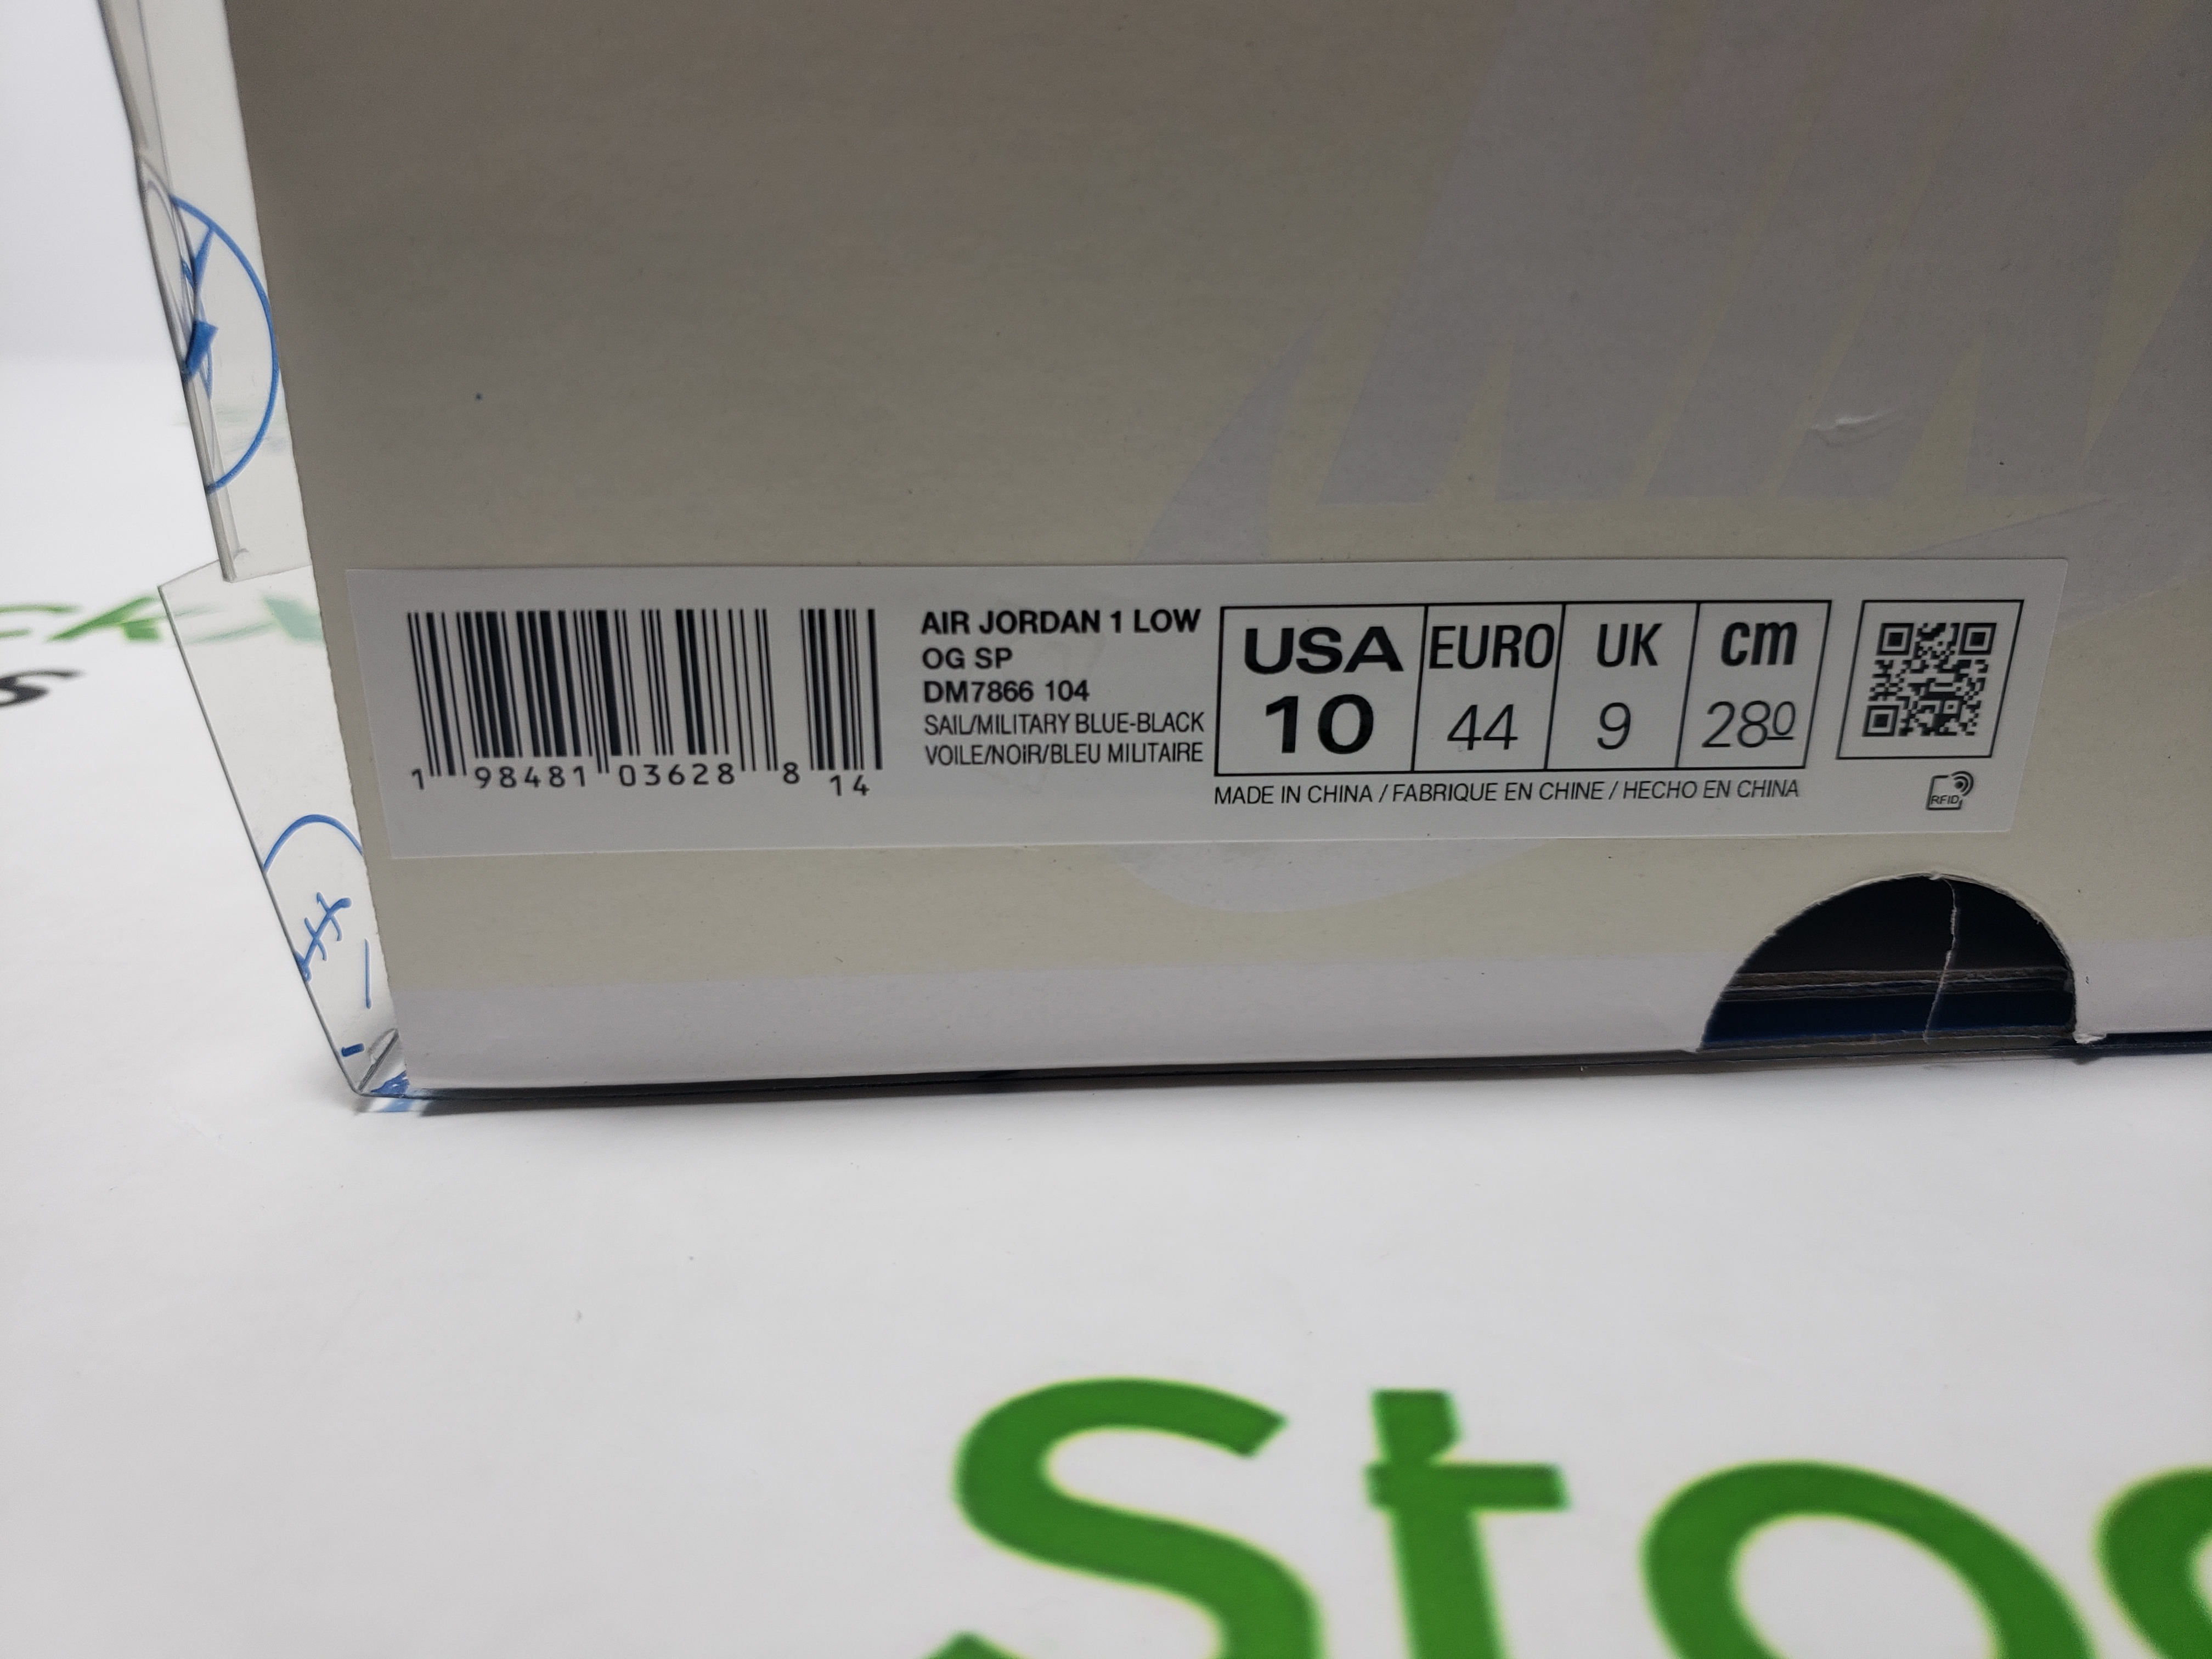 AIR JORDAN 1 LOW
OG SP
DM7866 104
SAIL/MILITARY BLUE-BLACK
VOILE/NOIR/BLEU MILITAIRE
1 98481 03628 8 14
USA EURO UK cm
10 44 9 280
MADE IN CHINA / FABRIQUE EN CHINE / HECHO EN CHINA
RFID